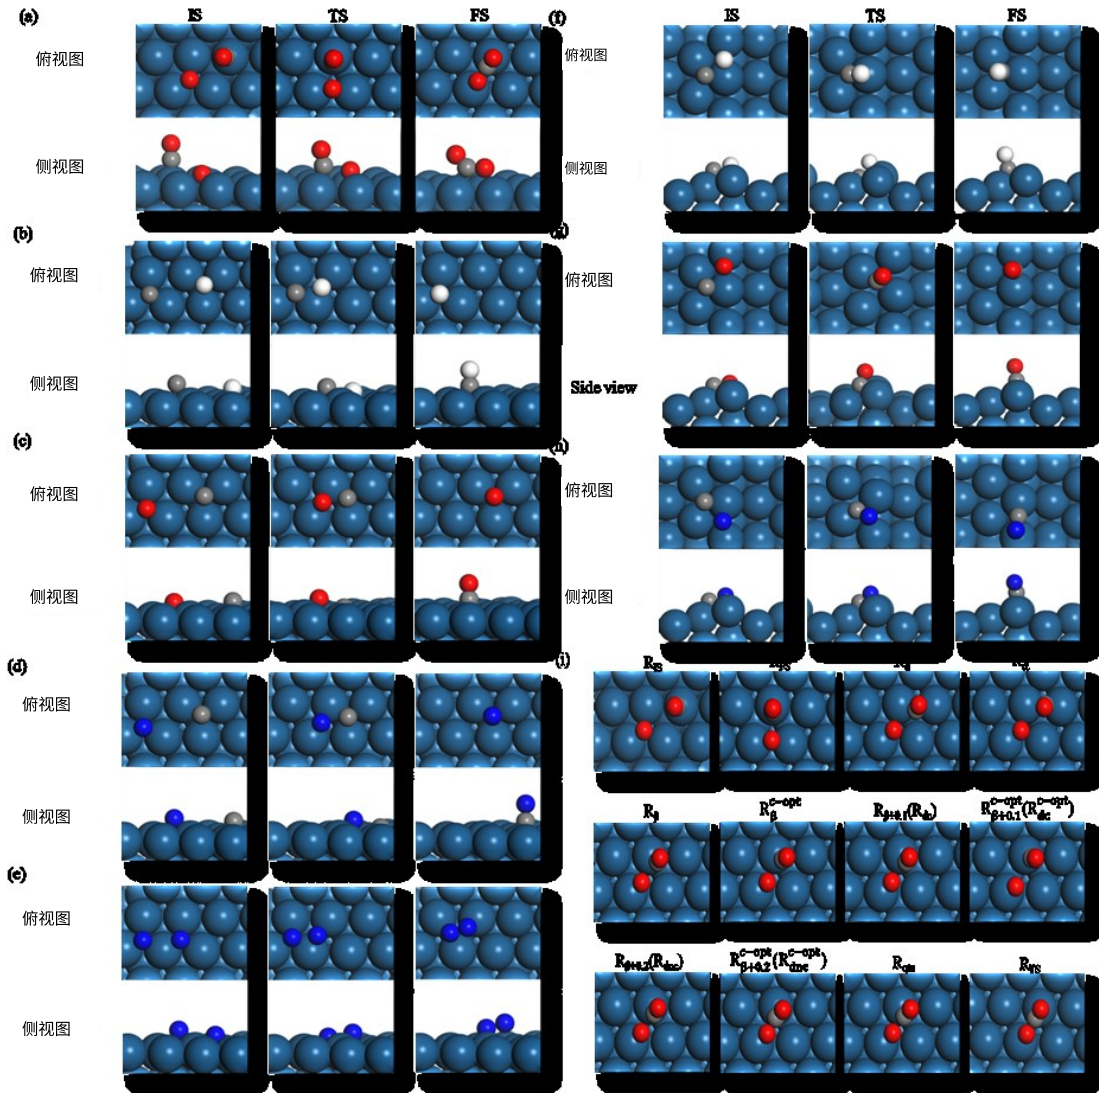 (a) IS TS FS
俯视图
侧视图
(b)
俯视图
侧视图
(c)
俯视图
侧视图
(d)
俯视图
侧视图
(e)
俯视图
侧视图
(f) IS TS FS
俯视图
侧视图
俯视图
Side view
俯视图
侧视图
(i)
R_IS
R_β R_β^c-opt R_β+0.1(R_dc) R_β+0.1^c-opt(R_dc^c-opt)
R_β+0.2(R_dnc) R_β+0.2^c-opt(R_dnc^c-opt) R_FS